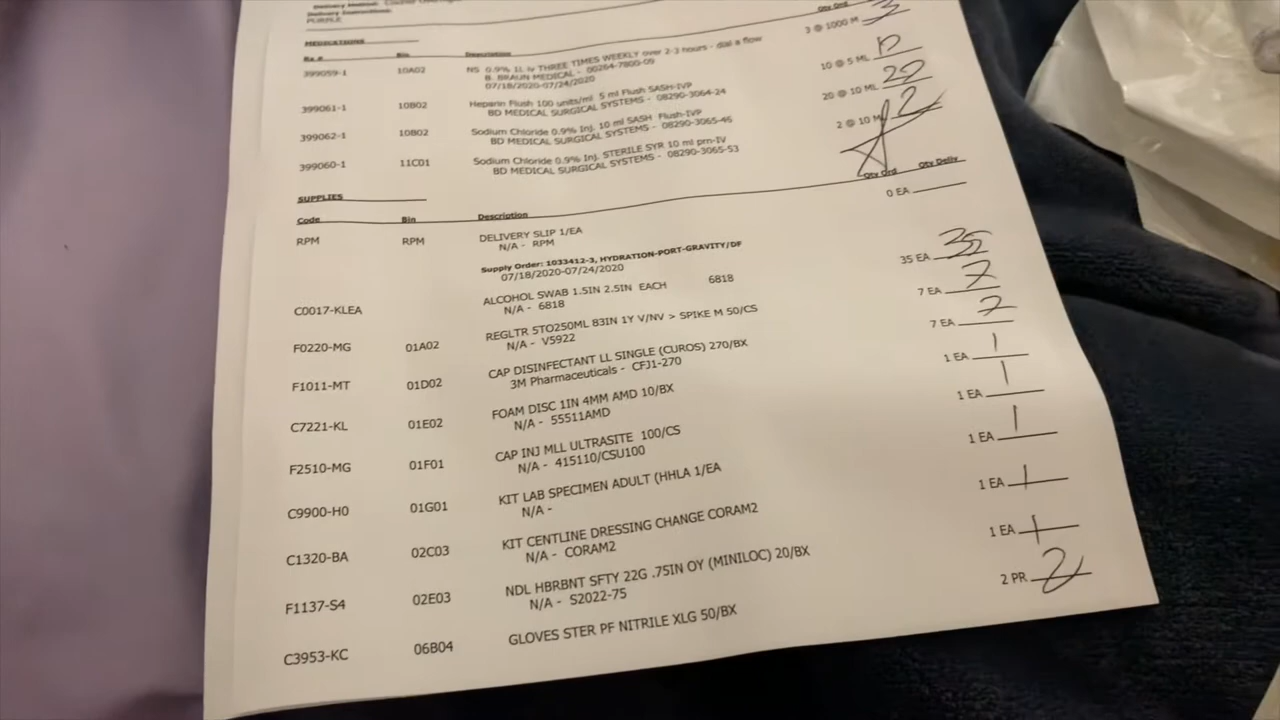 PURPLE
MEDICATIONS
Rx # Bin Description Qty Ord
399059-1 10A02 NS 0.9% 1L iv THREE TIMES WEEKLY over 2-3 hours - dial a flow 3 @ 1000 M 3
B. BRAUN MEDICAL - 00264-7800-09
07/18/2020-07/24/2020
399061-1 10B02 Heparin Flush 100 units/ml 5 ml Flush SASH-IVP 10 @ 5 ML
BD MEDICAL SURGICAL SYSTEMS - 08290-3064-24
399062-1 10B02 Sodium Chloride 0.9% Inj. 10 ml SASH Flush-IVP 20 @ 10 ML 20
BD MEDICAL SURGICAL SYSTEMS - 08290-3065-46
399060-1 11C01 Sodium Chloride 0.9% Inj. STERILE SYR 10 ml prn-IV 2 @ 10 M 2
BD MEDICAL SURGICAL SYSTEMS - 08290-3065-53
SUPPLIES
Code Bin Description Qty Ord Qty Deliv
RPM RPM DELIVERY SLIP 1/EA 0 EA
N/A - RPM
Supply Order: 1033412-3, HYDRATION-PORT-GRAVITY/DF
07/18/2020-07/24/2020
C0017-KLEA ALCOHOL SWAB 1.5IN 2.5IN EACH 6818 35 EA 35
N/A - 6818
F0220-MG 01A02 REGLTR 5TO250ML 83IN 1Y V/NV > SPIKE M 50/CS 7 EA 7
N/A - V5922
F1011-MT 01D02 CAP DISINFECTANT LL SINGLE (CUROS) 270/BX 7 EA 7
3M Pharmaceuticals - CFJ1-270
C7221-KL 01E02 FOAM DISC 1IN 4MM AMD 10/BX 1 EA 1
N/A - 55511AMD
F2510-MG 01F01 CAP INJ MLL ULTRASITE 100/CS 1 EA 1
N/A - 415110/CSU100
C9900-H0 01G01 KIT LAB SPECIMEN ADULT (HHLA 1/EA 1 EA 1
N/A -
C1320-BA 02C03 KIT CENTLINE DRESSING CHANGE CORAM2 1 EA 1
N/A - CORAM2
F1137-S4 02E03 NDL HBRBNT SFTY 22G .75IN OY (MINILOC) 20/BX 1 EA 1
N/A - S2022-75
C3953-KC 06B04 GLOVES STER PF NITRILE XLG 50/BX 2 PR 2